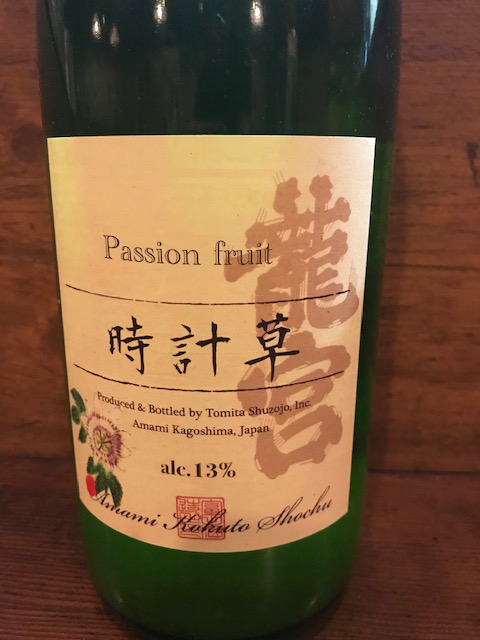 Passion fruit
龍宮
時計草
Produced & Bottled by Tomita Shuzojo, Inc.
Amami Kagoshima, Japan
alc.13%
Amami Kokuto Shochu